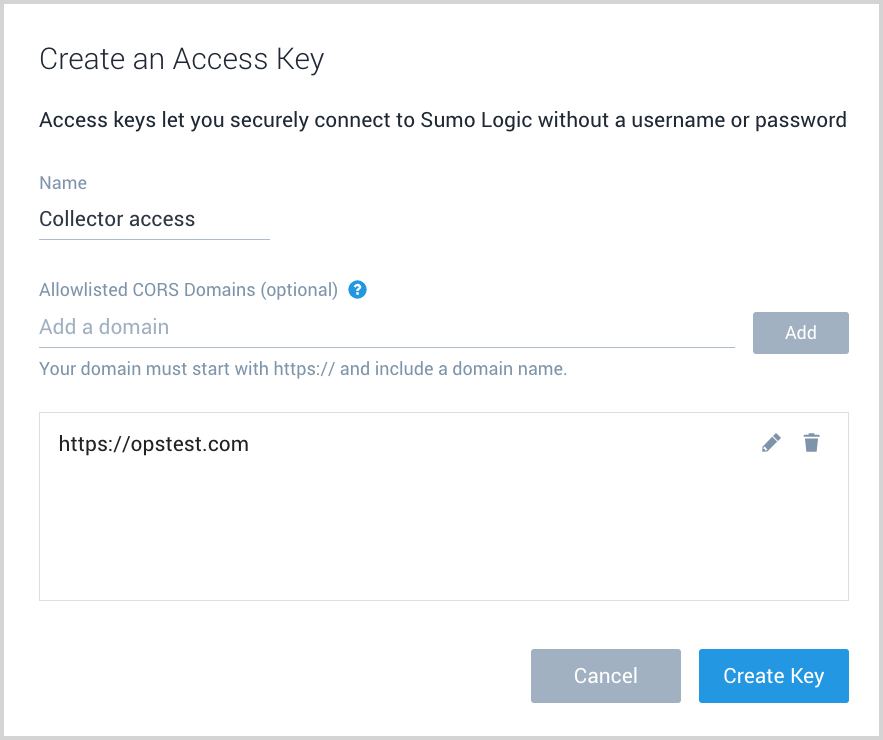 Create an Access Key
Access keys let you securely connect to Sumo Logic without a username or password
Name
Collector access
Allowlisted CORS Domains (optional) ?
Add a domain
Add
Your domain must start with https:// and include a domain name.
https://opstest.com
Cancel
Create Key